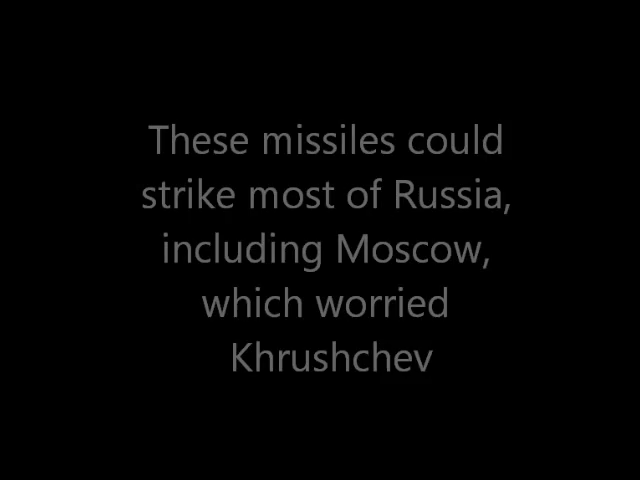 These missiles could
strike most of Russia,
including Moscow,
which worried
Khrushchev